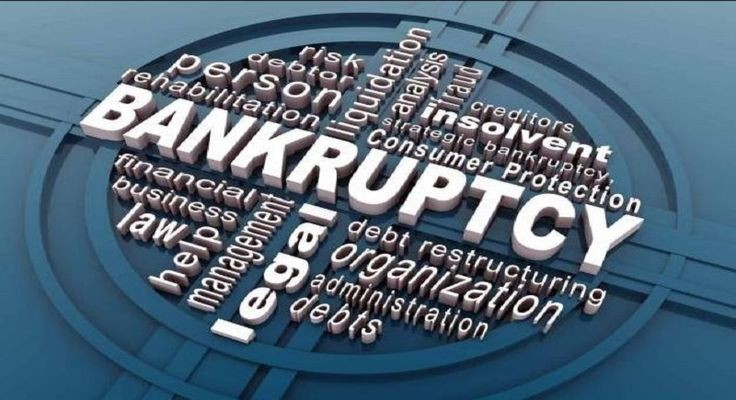 risk
debtor
person
rehabilitation
liquidation
analysis
fraud
creditors
insolvent
strategic bankruptcy
Consumer Protection
BANKRUPTCY
financial
business
law
help
management
legal
debt restructuring
organization
administration
debts